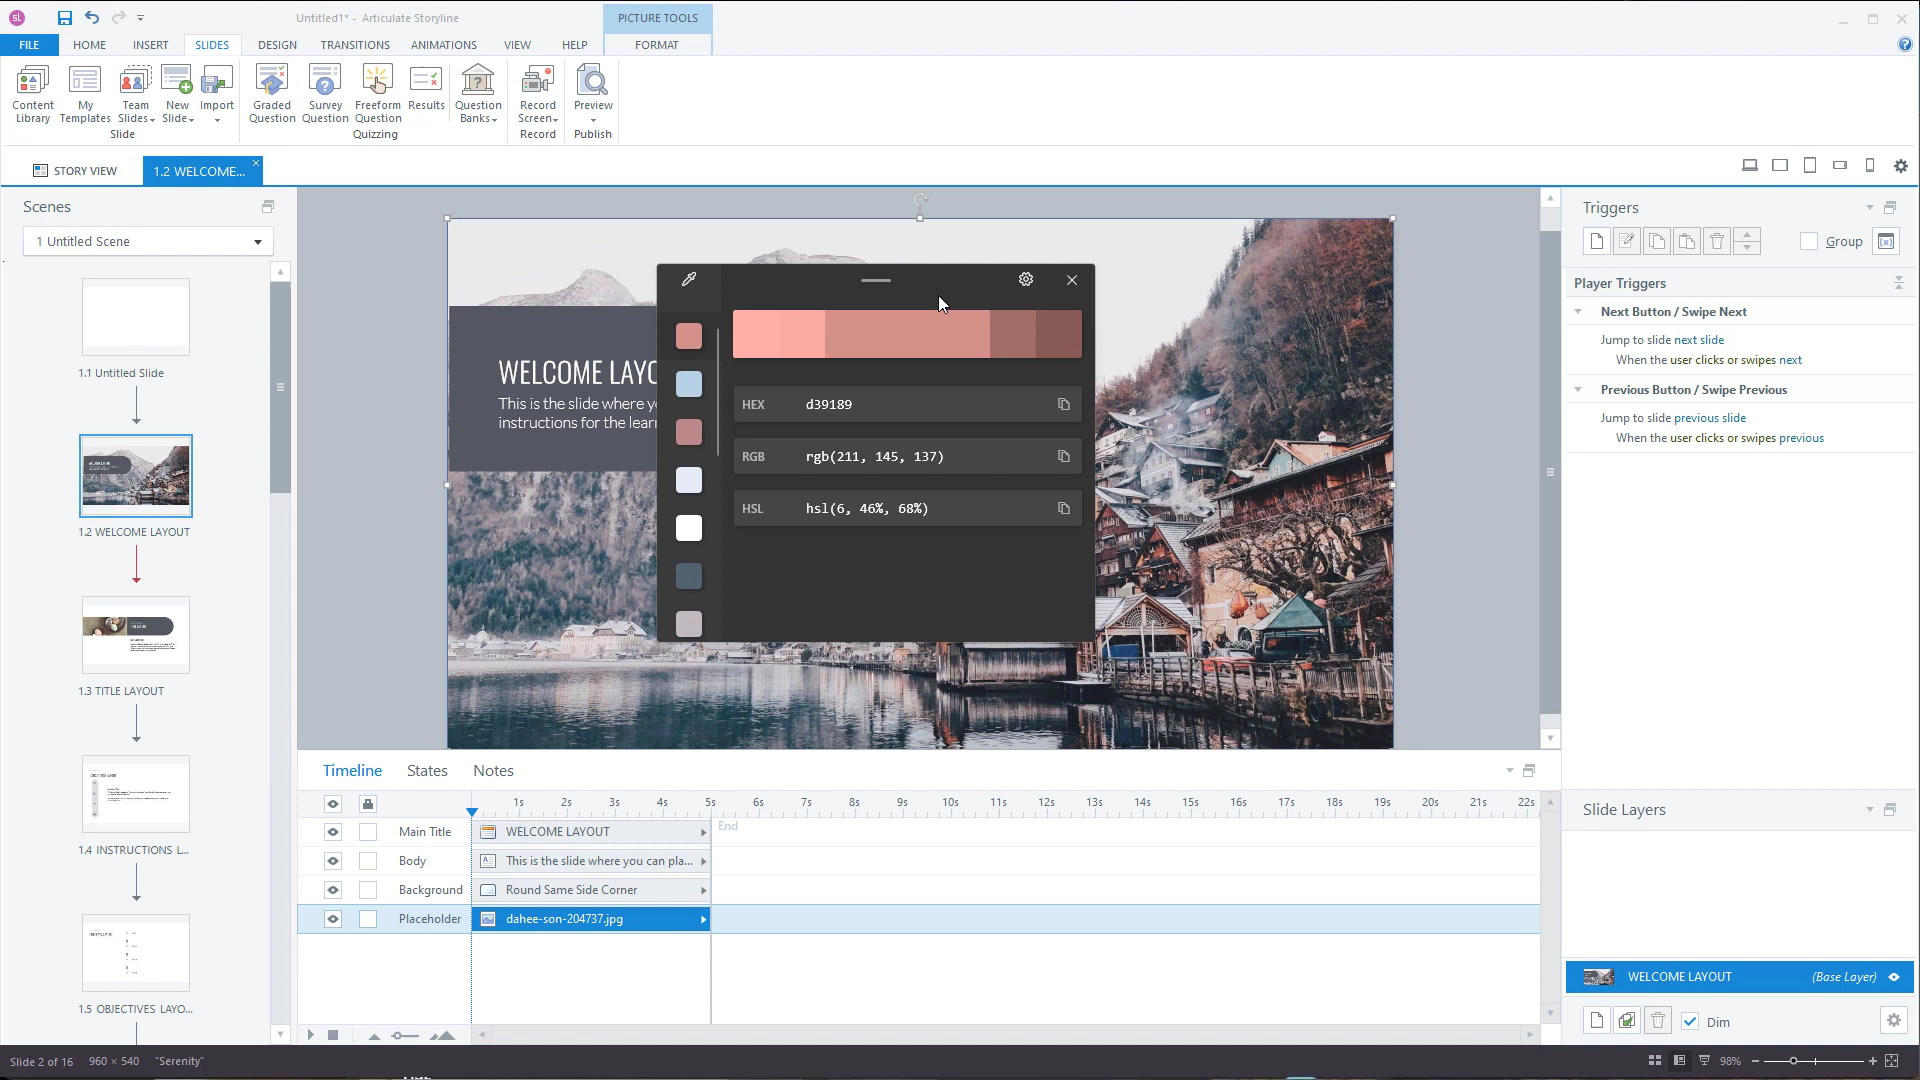 Untitled1* - Articulate Storyline
PICTURE TOOLS
FILE
HOME
INSERT
SLIDES
DESIGN
TRANSITIONS
ANIMATIONS
VIEW
HELP
FORMAT
Content Library
My Templates
Team Slides
New Slide
Import
Slide
Graded Question
Survey Question
Freeform Question
Results
Question Banks
Quizzing
Record Screen
Record
Preview
Publish
STORY VIEW
1.2 WELCOME...
Scenes
1 Untitled Scene
1.1 Untitled Slide
1.2 WELCOME LAYOUT
1.3 TITLE LAYOUT
1.4 INSTRUCTIONS L...
1.5 OBJECTIVES LAYO...
WELCOME LAYO
This is the slide where y
instructions for the lear
HEX d39189
RGB rgb(211, 145, 137)
HSL hsl(6, 46%, 68%)
Triggers
Group
Player Triggers
Next Button / Swipe Next
Jump to slide next slide
When the user clicks or swipes next
Previous Button / Swipe Previous
Jump to slide previous slide
When the user clicks or swipes previous
Timeline States Notes
1s 2s 3s 4s 5s 6s 7s 8s 9s 10s 11s 12s 13s 14s 15s 16s 17s 18s 19s 20s 21s 22s
Main Title WELCOME LAYOUT End
Body This is the slide where you can pla...
Background Round Same Side Corner
Placeholder dahee-son-204737.jpg
Slide Layers
WELCOME LAYOUT (Base Layer)
Dim
Slide 2 of 16 960 × 540 "Serenity"
98%